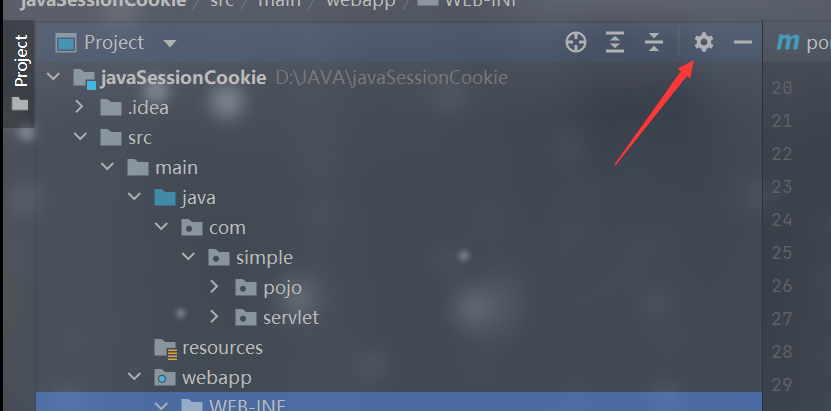 javaSessionCookie / src / main / webapp / WEB-INF
Project
Project
javaSessionCookie D:\JAVA\javaSessionCookie
.idea
src
main
java
com
simple
pojo
servlet
resources
webapp
WEB-INF
m po
20
21
22
23
24
25
26
27
28
29